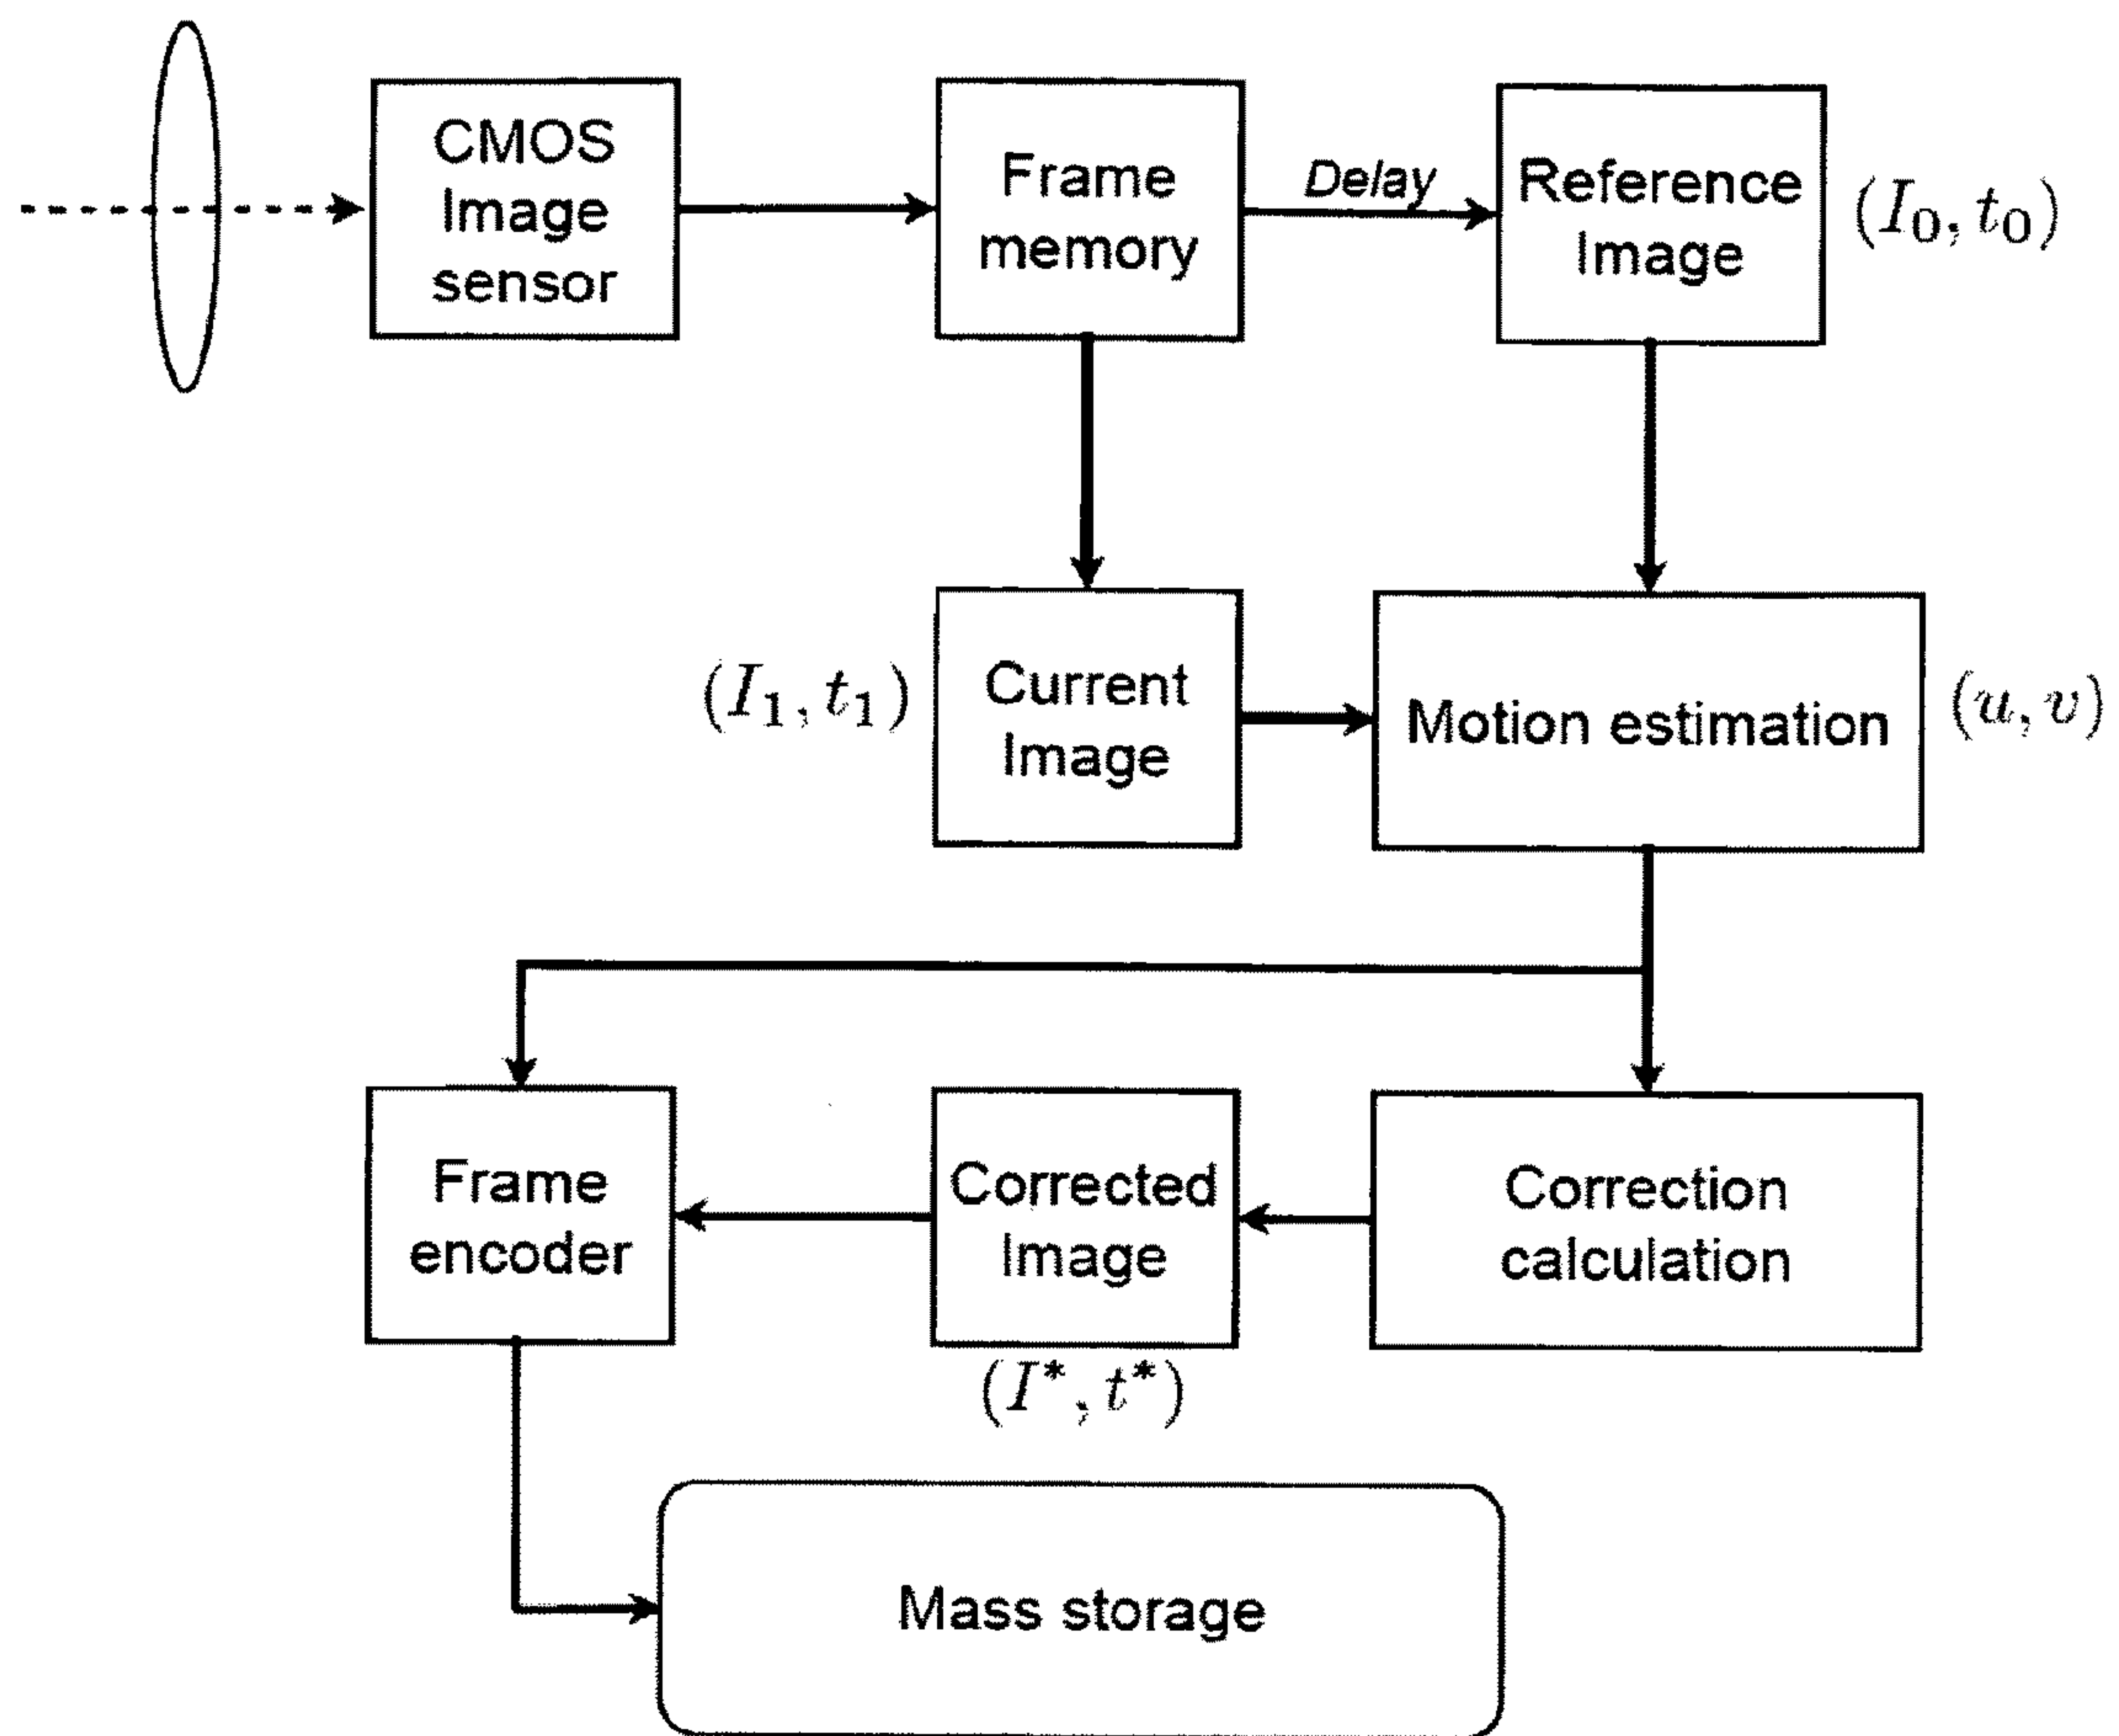 CMOS
Image
sensor
Frame
memory
Delay
Reference
Image
(I₀, t₀)
(I₁, t₁)
Current
Image
Motion estimation
(u, v)
Frame
encoder
Corrected
Image
(I*, t*)
Correction
calculation
Mass storage